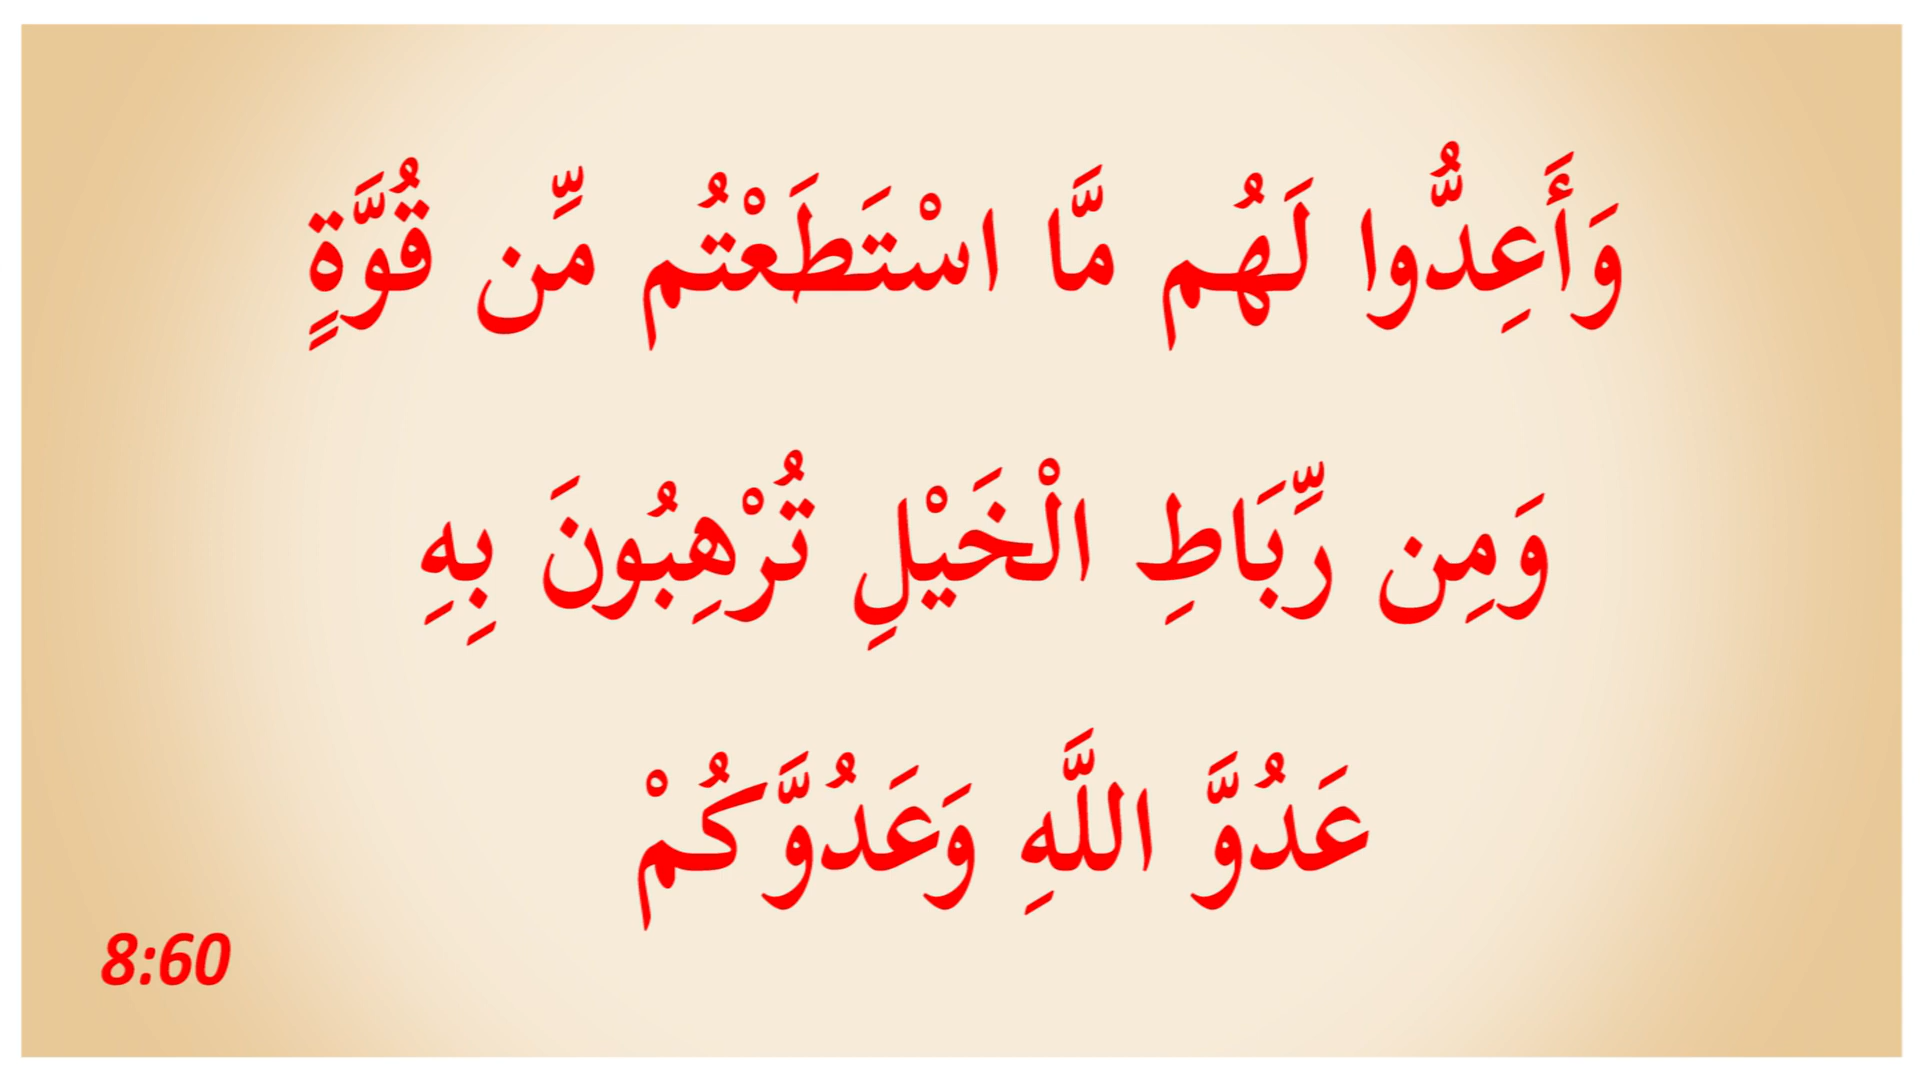 وَأَعِدُّوا لَهُم مَّا اسْتَطَعْتُم مِّن قُوَّةٍ
وَمِن رِّبَاطِ الْخَيْلِ تُرْهِبُونَ بِهِ
عَدُوَّ اللَّهِ وَعَدُوَّكُمْ
8:60